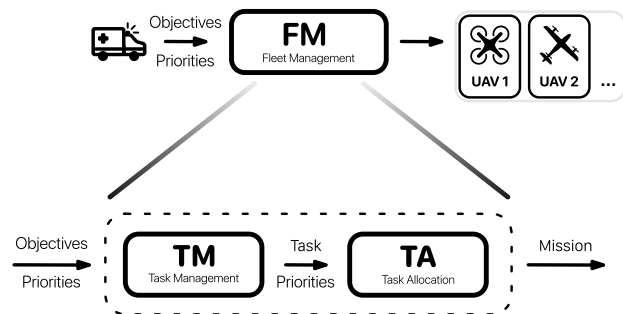 Objectives
Priorities
FM
Fleet Management
UAV 1
UAV 2
...
Objectives
Priorities
TM
Task Management
Task
Priorities
TA
Task Allocation
Mission